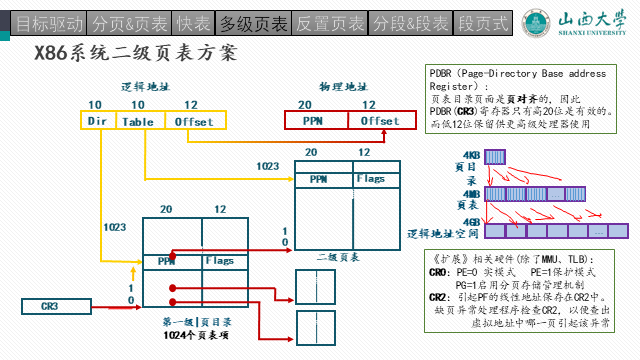 目标驱动 分页&页表 快表 多级页表 反置页表 分段&段表 段页式
山西大学
SHANXI UNIVERSITY
X86系统二级页表方案
逻辑地址
10 10 12
Dir Table Offset
物理地址
20 12
PPN Offset
PDBR（Page-Directory Base address
Register）:
页表目录页面是页对齐的，因此
PDBR(CR3)寄存器只有高20位是有效的。
而低12位保留供更高级处理器使用
20 12
1023
PPN Flags
1
0
二级页表
4KB
页目
录
4MB
页表
4GB
逻辑地址空间
... ...
20 12
1023
PPN Flags
1
0
CR3
第一级|页目录
1024个页表项
《扩展》相关硬件(除了MMU、TLB):
CR0: PE=0 实模式 PE=1保护模式
PG=1启用分页存储管理机制
CR2: 引起PF的线性地址保存在CR2中。
缺页异常处理程序检查CR2，以便查出
虚拟地址中哪一页引起该异常